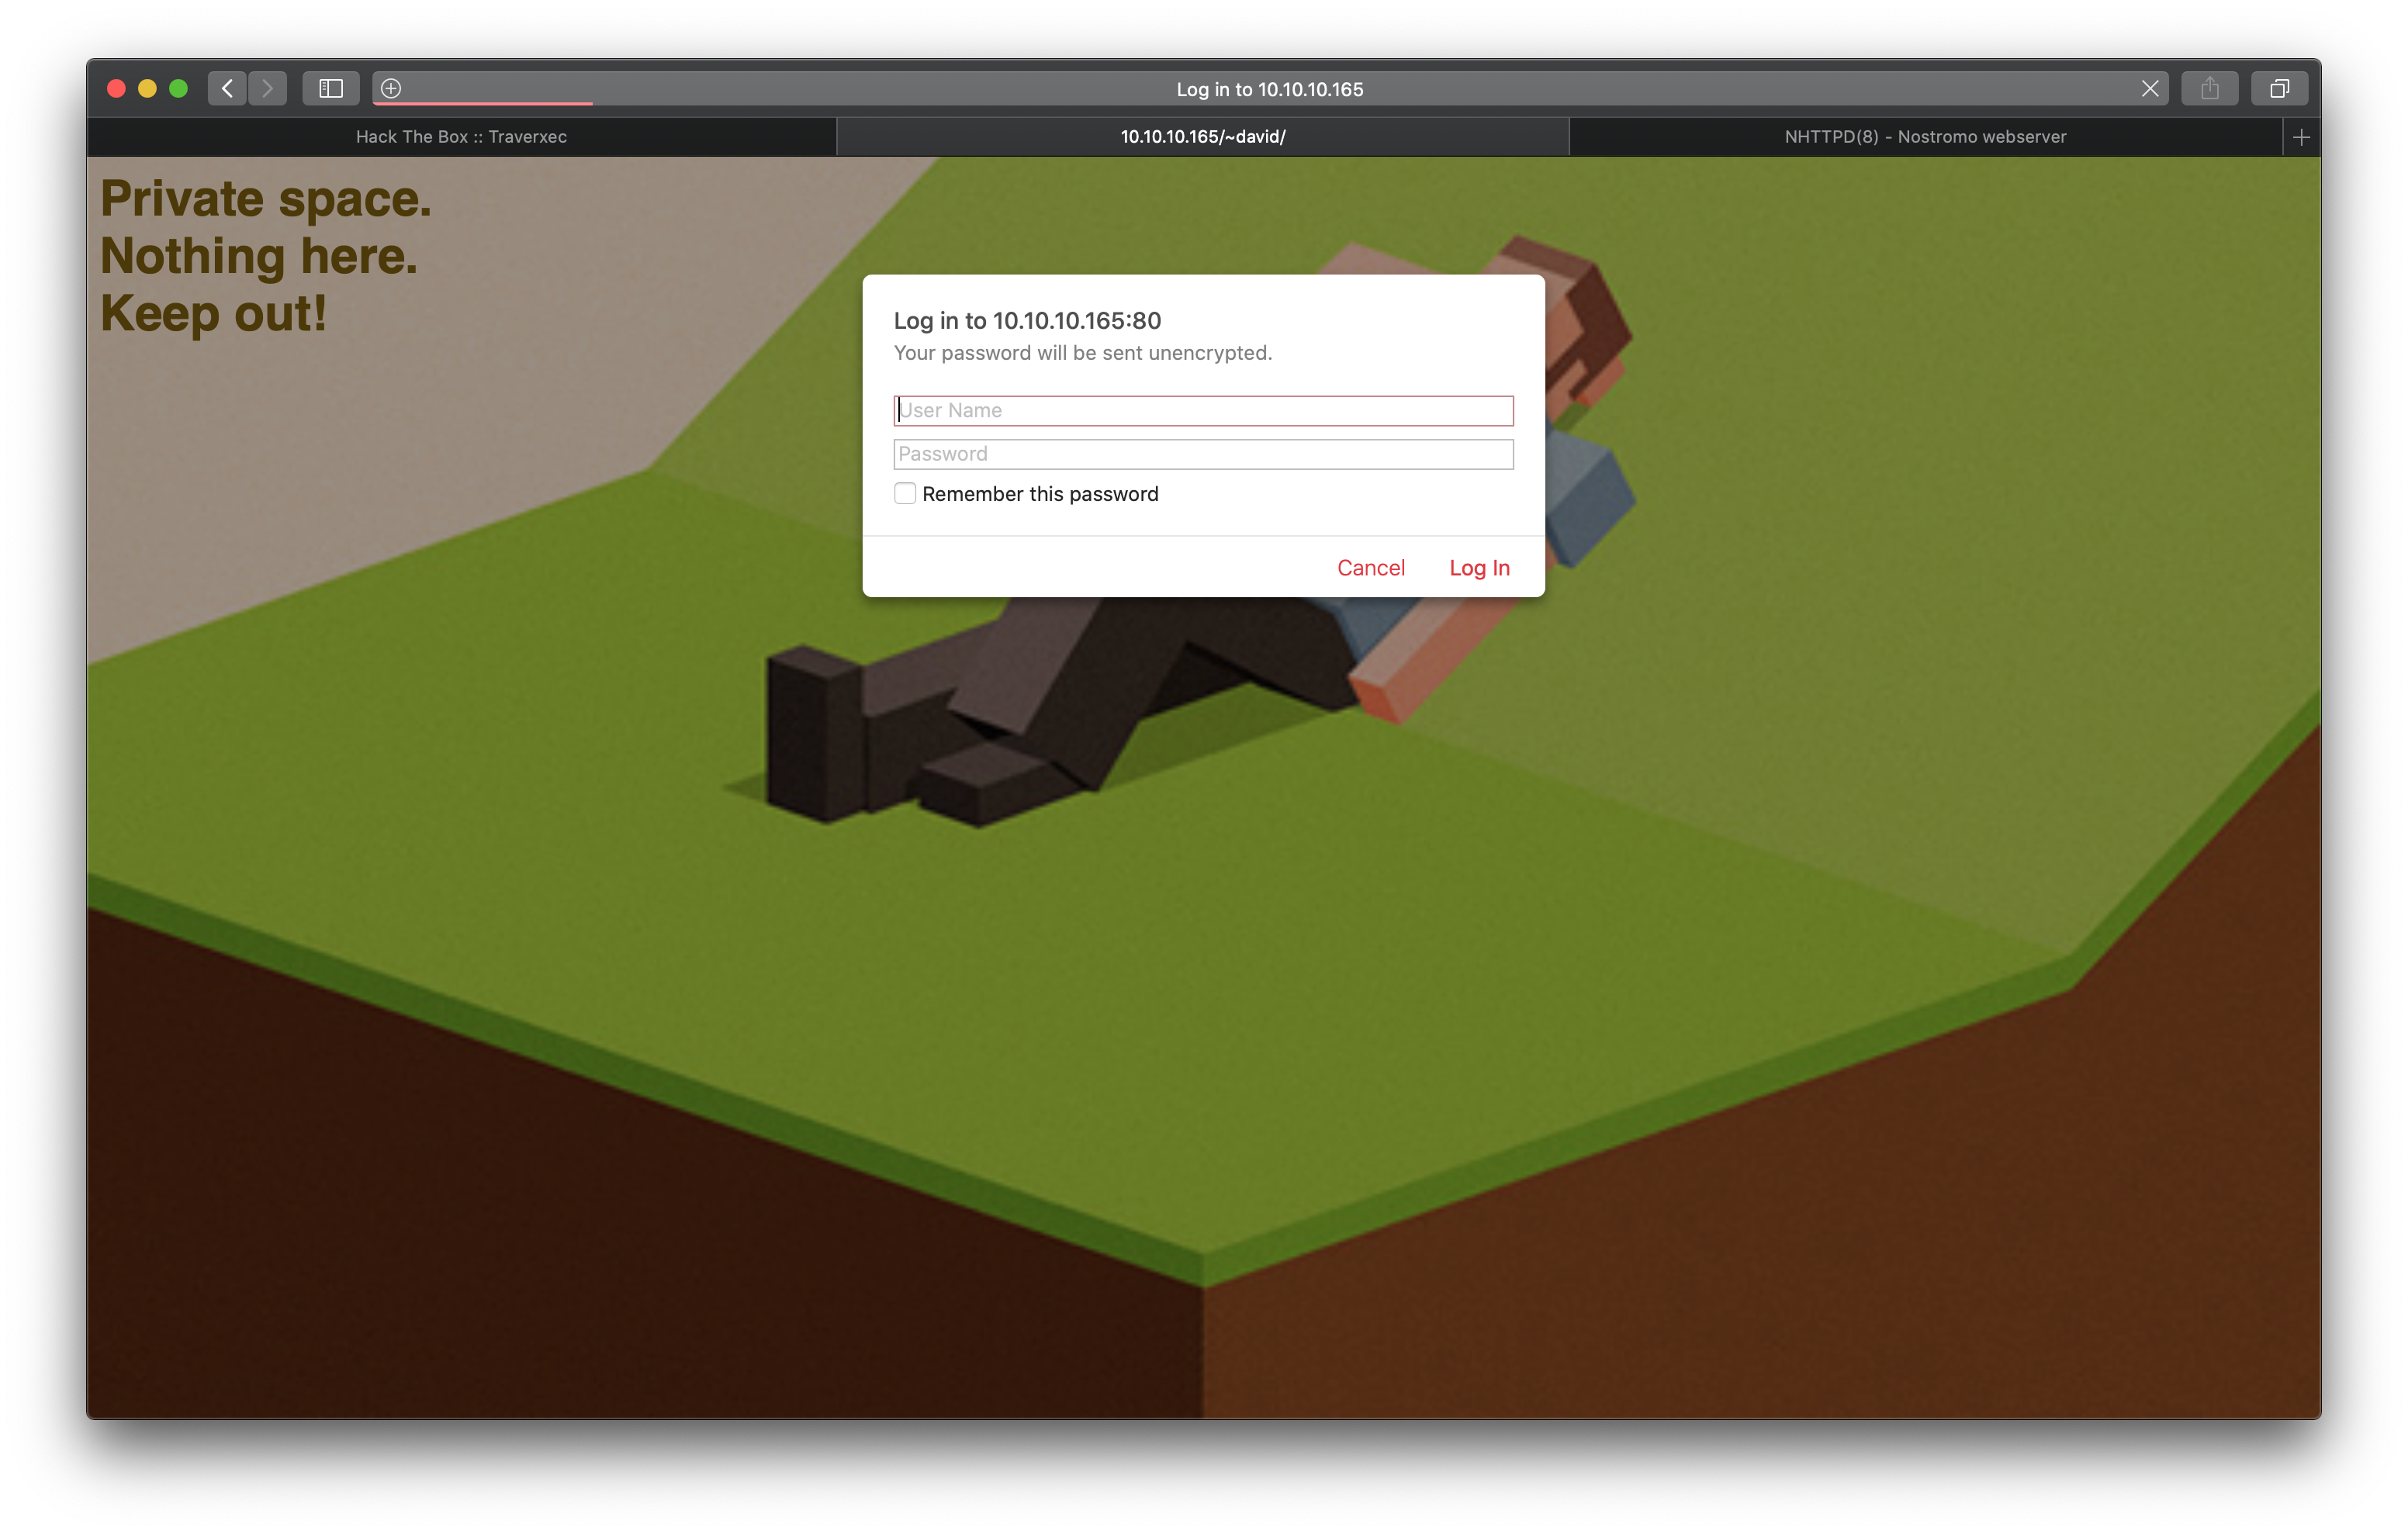 Log in to 10.10.10.165
Hack The Box :: Traverxec
10.10.10.165/~david/
NHTTPD(8) - Nostromo webserver
Private space.
Nothing here.
Keep out!
Log in to 10.10.10.165:80
Your password will be sent unencrypted.
User Name
Password
Remember this password
Cancel Log In